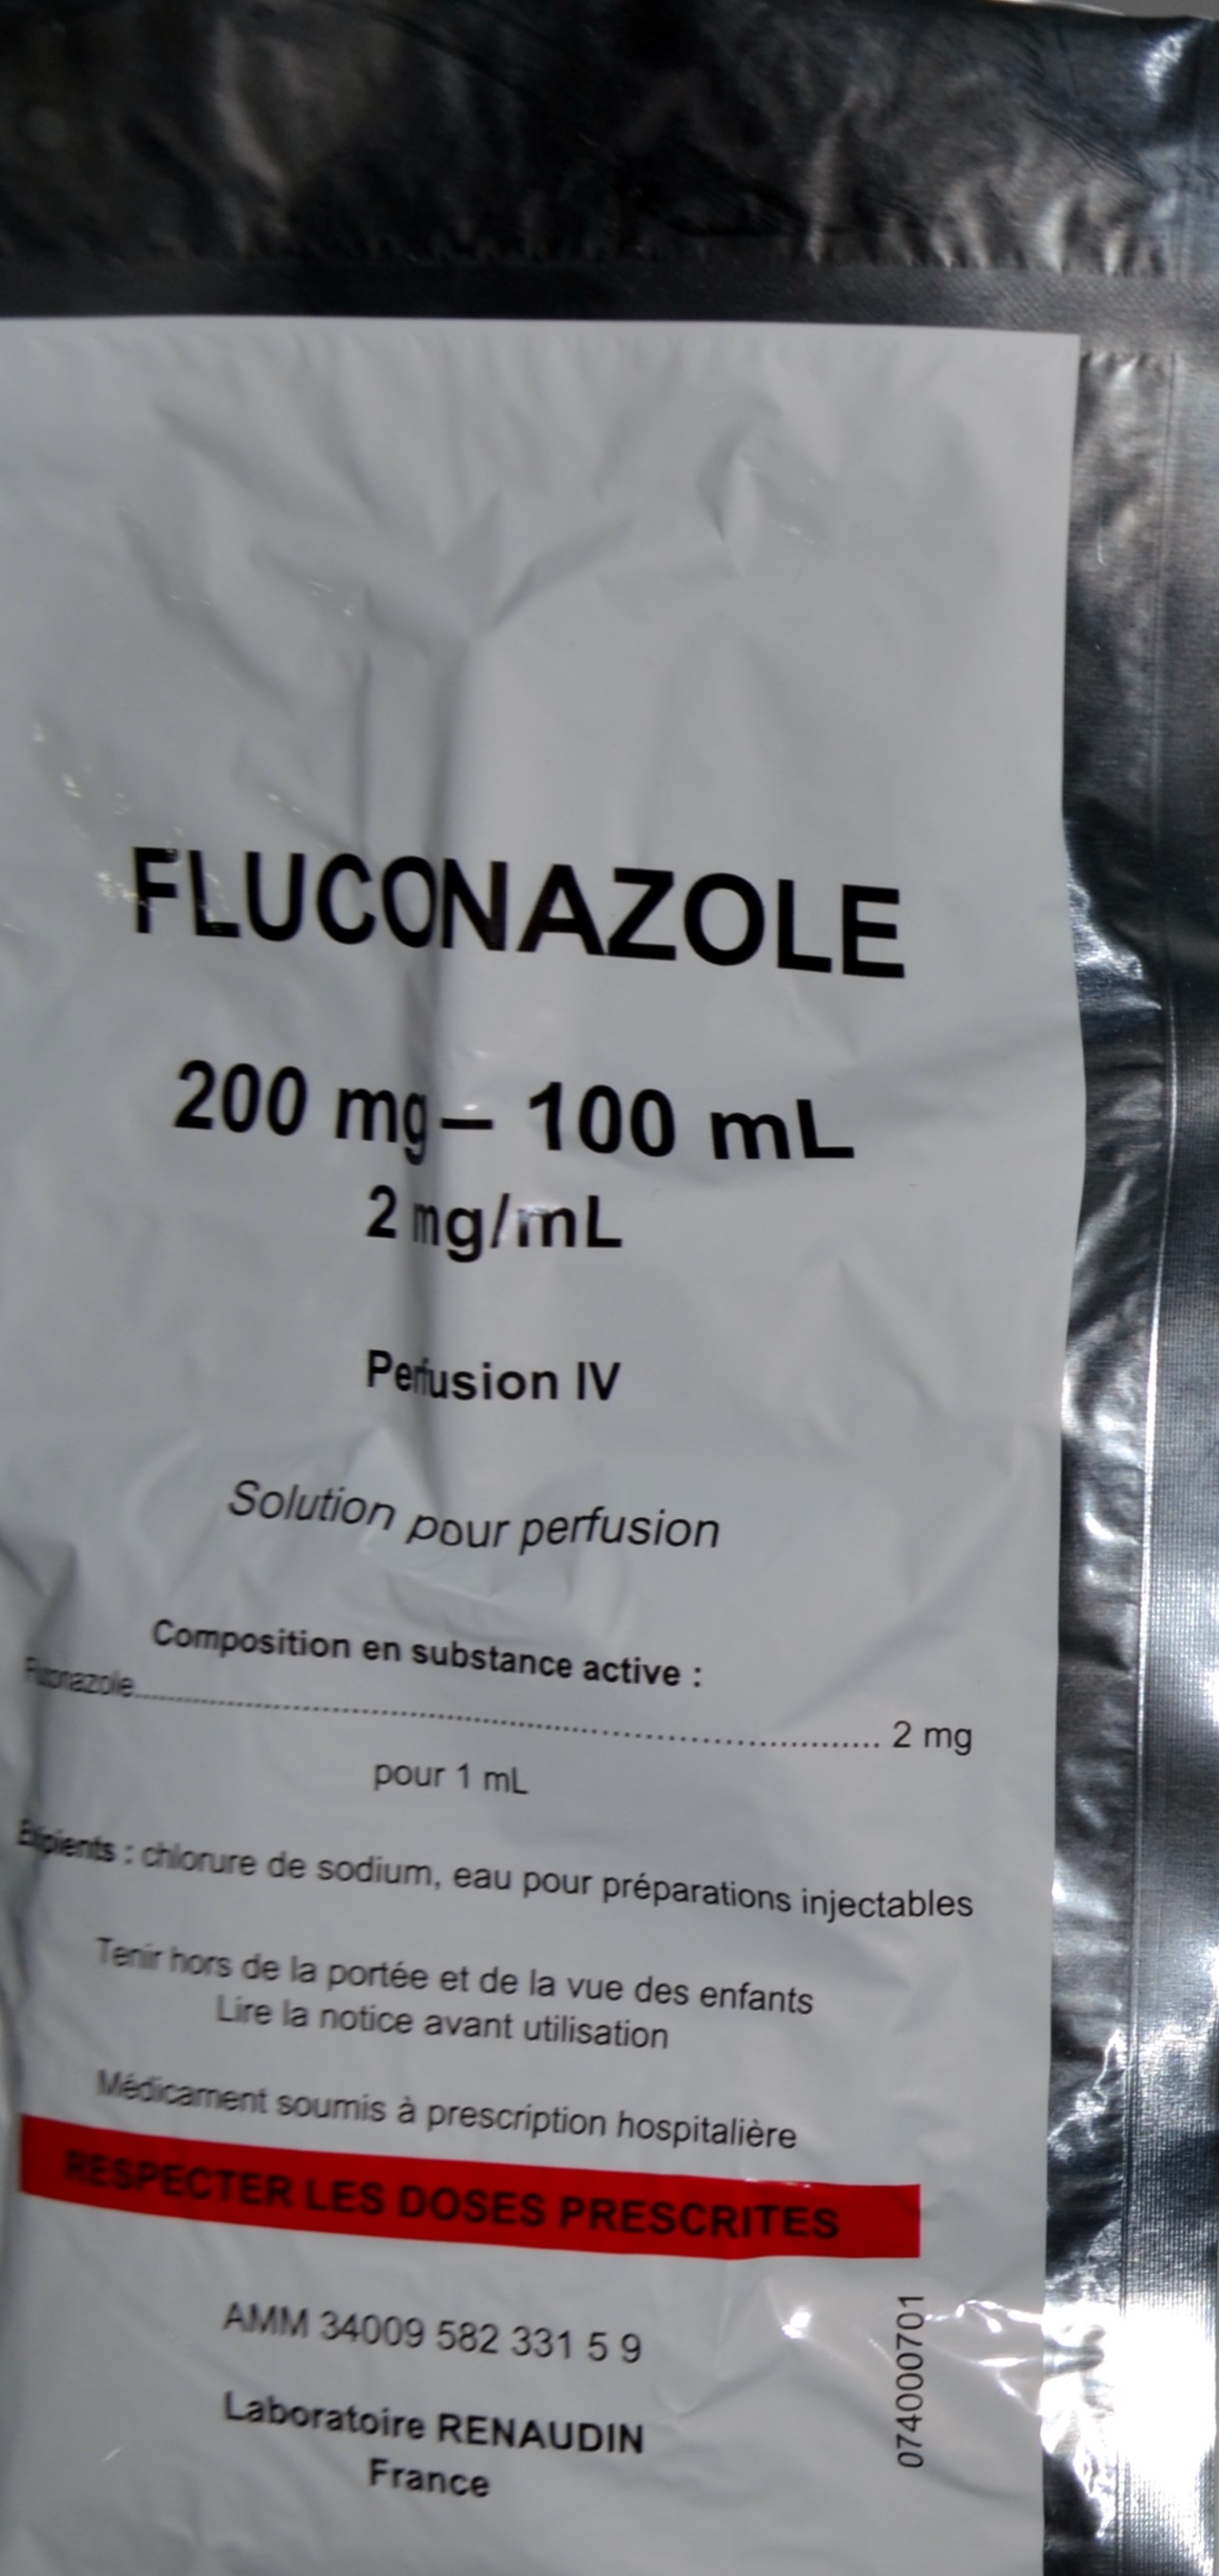 FLUCONAZOLE
200 mg – 100 mL
2 mg/mL
Perfusion IV
Solution pour perfusion
Composition en substance active :
Fluconazole.................................................................................................... 2 mg
pour 1 mL
Excipients : chlorure de sodium, eau pour préparations injectables
Tenir hors de la portée et de la vue des enfants
Lire la notice avant utilisation
Médicament soumis à prescription hospitalière
RESPECTER LES DOSES PRESCRITES
AMM 34009 582 331 5 9
Laboratoire RENAUDIN
France
074000701